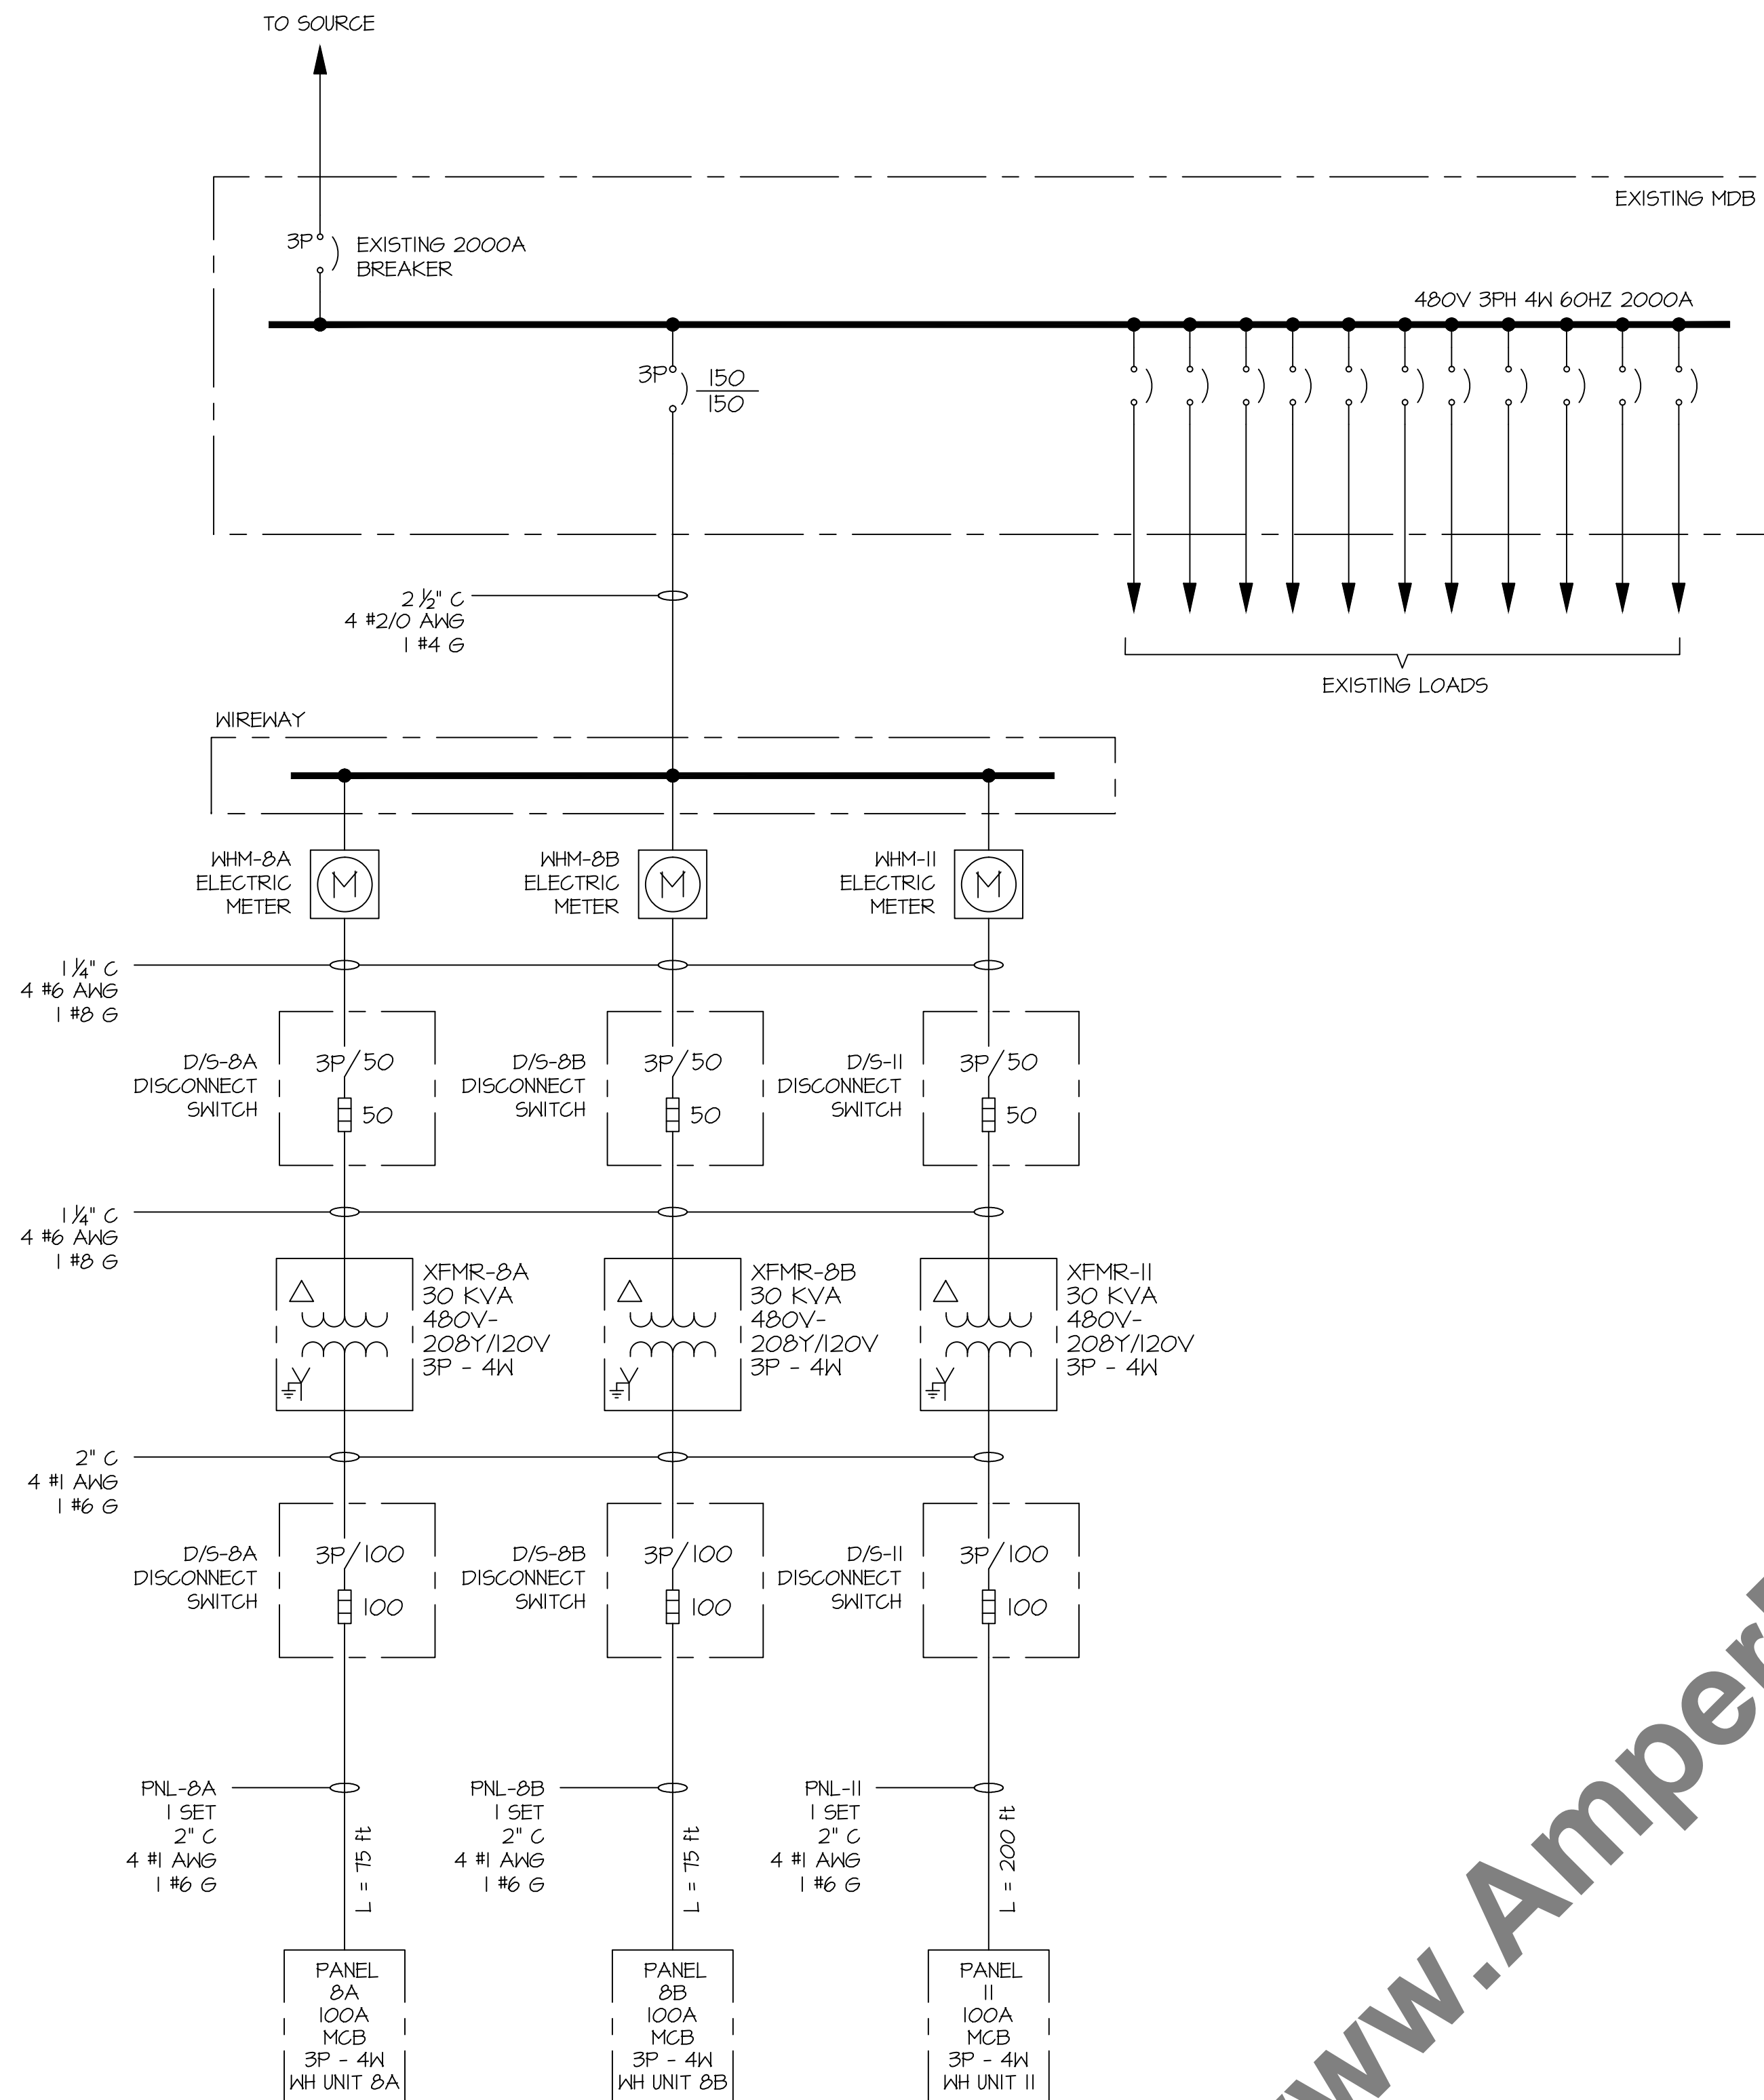 TO SOURCE
EXISTING MDB
3P
EXISTING 2000A
BREAKER
480V 3PH 4W 60HZ 2000A
3P
150
150
2 ½" C
4 #2/0 AWG
1 #4 G
EXISTING LOADS
WIREWAY
WHM-8A
ELECTRIC
METER
M
WHM-8B
ELECTRIC
METER
M
WHM-11
ELECTRIC
METER
M
1 ¼" C
4 #6 AWG
1 #8 G
D/S-8A
DISCONNECT
SWITCH
3P 50
50
D/S-8B
DISCONNECT
SWITCH
3P 50
50
D/S-11
DISCONNECT
SWITCH
3P 50
50
1 ¼" C
4 #6 AWG
1 #8 G
XFMR-8A
30 KVA
480V-
208Y/120V
3P - 4W
XFMR-8B
30 KVA
480V-
208Y/120V
3P - 4W
XFMR-11
30 KVA
480V-
208Y/120V
3P - 4W
2" C
4 #1 AWG
1 #6 G
D/S-8A
DISCONNECT
SWITCH
3P 100
100
D/S-8B
DISCONNECT
SWITCH
3P 100
100
D/S-11
DISCONNECT
SWITCH
3P 100
100
PNL-8A
1 SET
2" C
4 #1 AWG
1 #6 G
L = 75 ft
PNL-8B
1 SET
2" C
4 #1 AWG
1 #6 G
L = 75 ft
PNL-11
1 SET
2" C
4 #1 AWG
1 #6 G
L = 200 ft
PANEL
8A
100A
MCB
3P - 4W
WH UNIT 8A
PANEL
8B
100A
MCB
3P - 4W
WH UNIT 8B
PANEL
11
100A
MCB
3P - 4W
WH UNIT 11